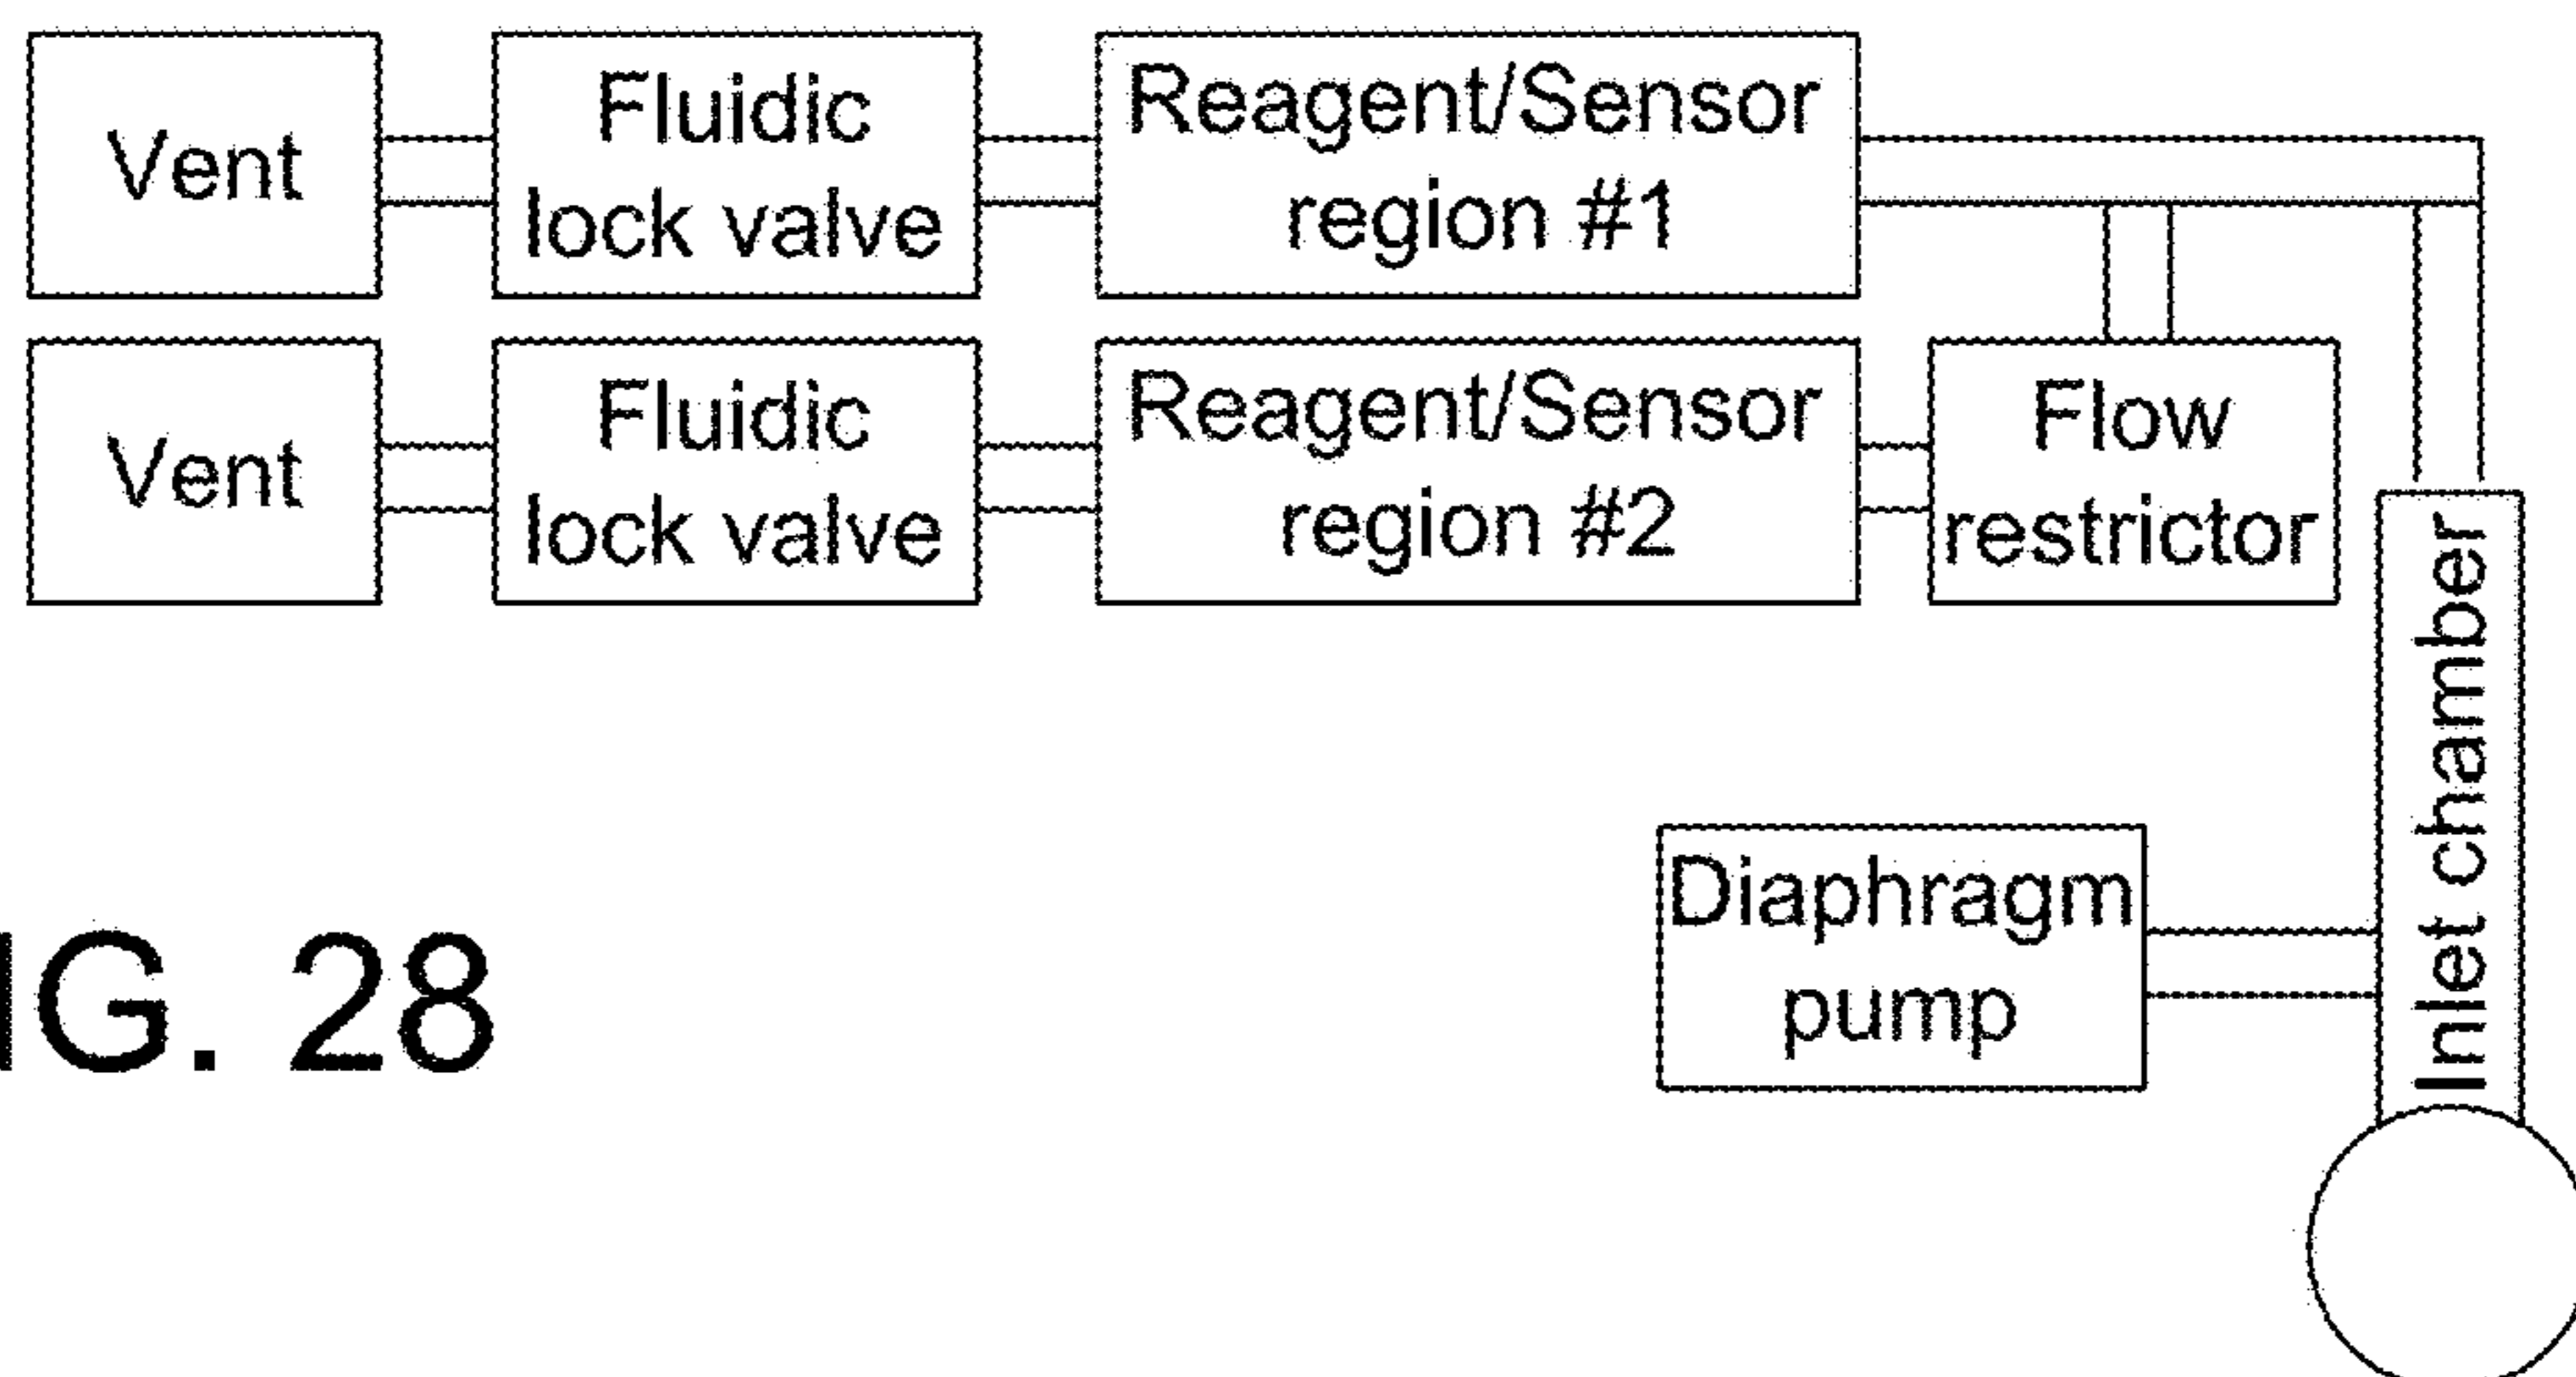 Vent
Fluidic
lock valve
Reagent/Sensor
region #1
Vent
Fluidic
lock valve
Reagent/Sensor
region #2
Flow
restrictor
Inlet chamber
Diaphragm
pump
IG. 28